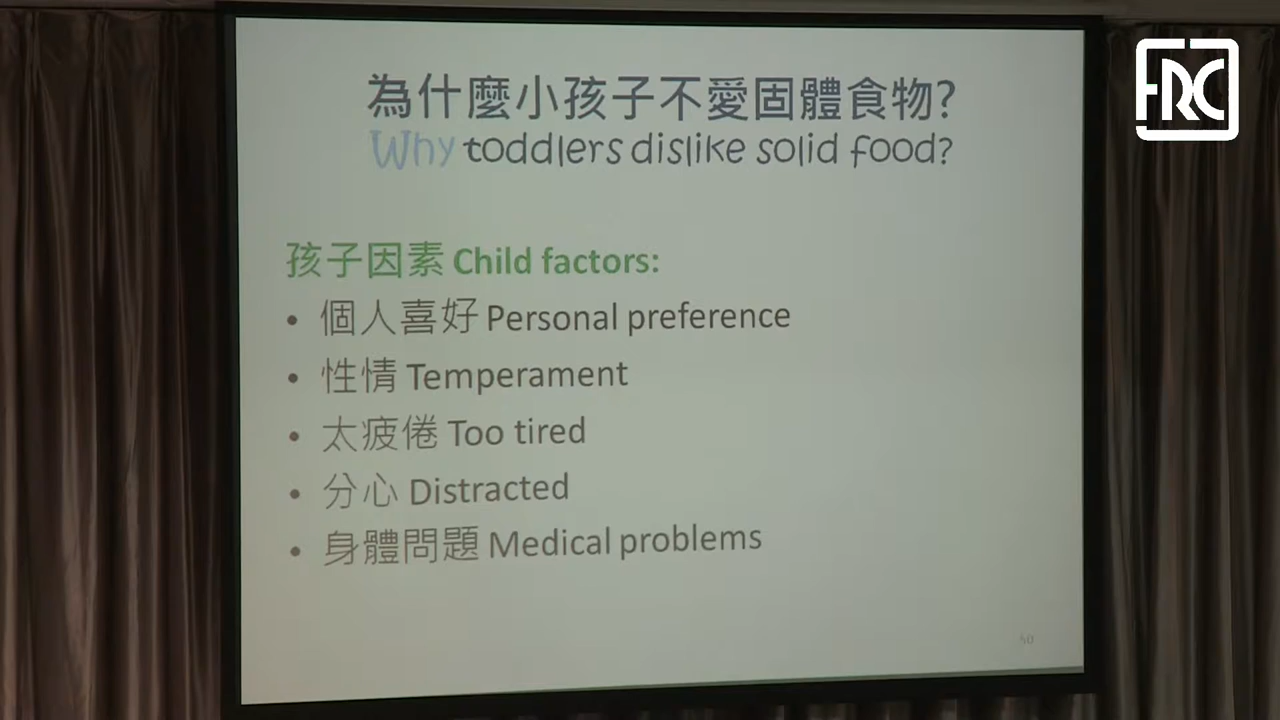 FRC
為什麼小孩子不愛固體食物?
Why toddlers dislike solid food?
孩子因素 Child factors:
• 個人喜好 Personal preference
• 性情 Temperament
• 太疲倦 Too tired
• 分心 Distracted
• 身體問題 Medical problems
50